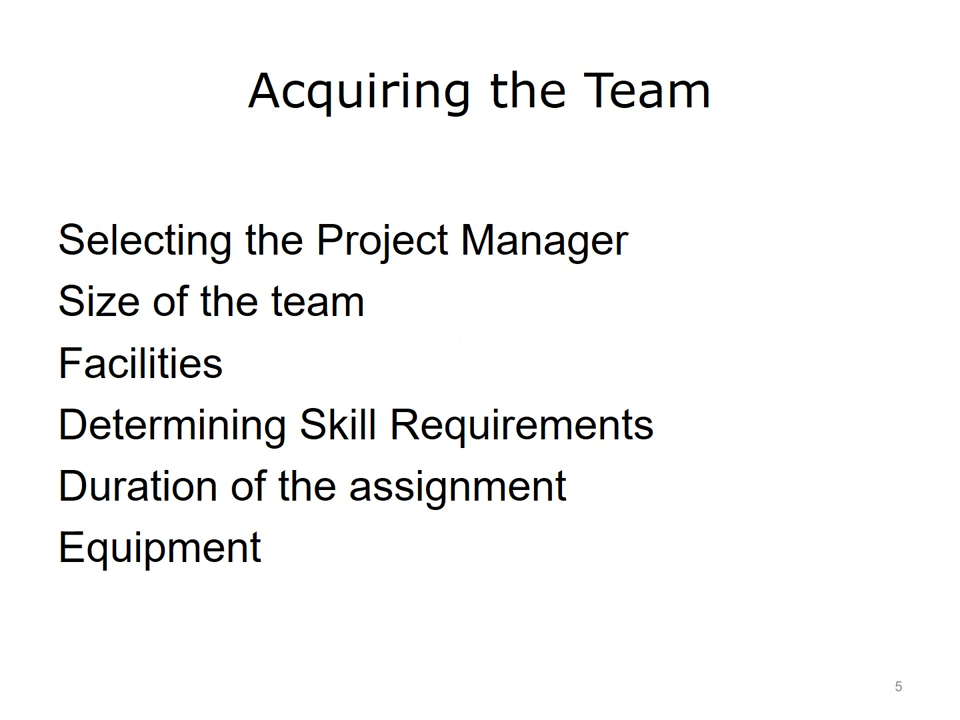 Acquiring the Team
Selecting the Project Manager
Size of the team
Facilities
Determining Skill Requirements
Duration of the assignment
Equipment
5